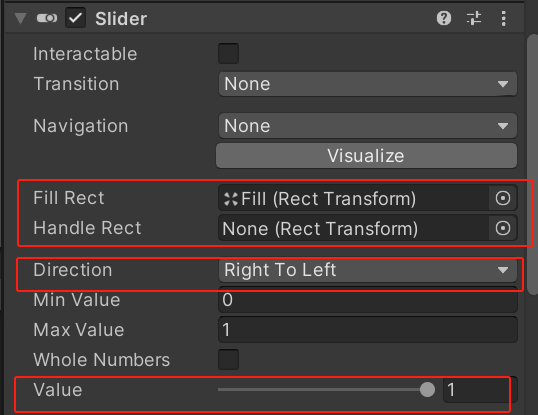 Slider
Interactable
Transition None
Navigation None
Visualize
Fill Rect Fill (Rect Transform)
Handle Rect None (Rect Transform)
Direction Right To Left
Min Value 0
Max Value 1
Whole Numbers
Value 1